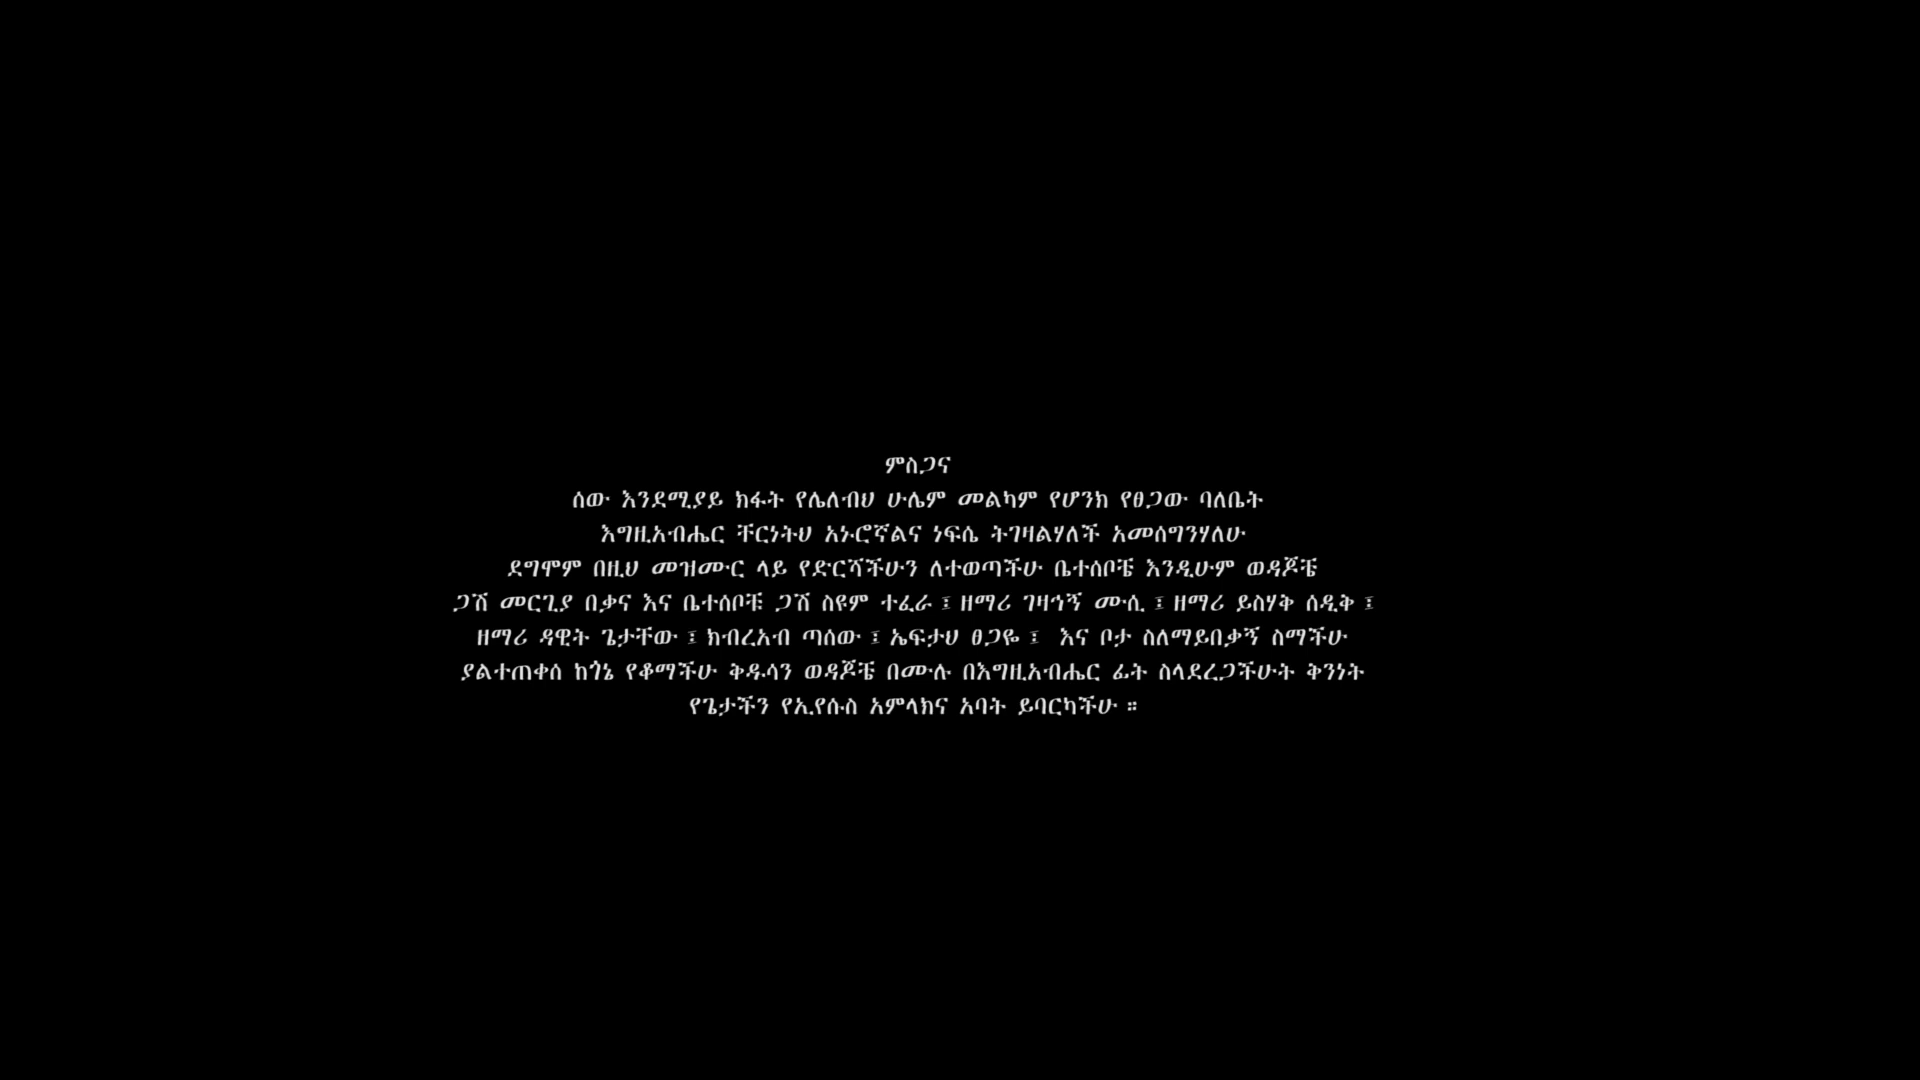 ምስጋና
ሰው እንደሚያይ ክፋት የሌለብህ ሁሌም መልካም የሆንክ የፀጋው ባለቤት
እግዚአብሔር ቸርነትህ አኑሮኛልና ነፍሴ ትገዛልሃለች አመሰግንሃለሁ
ደግሞም በዚህ መዝሙር ላይ የድርሻችሁን ለተወጣችሁ ቤተሰቦቼ እንዲሁም ወዳጆቼ
ጋሽ መርጊያ በቃና እና ቤተሰቦቹ ጋሽ ስዩም ተፈራ ፤ ዘማሪ ገዛኅኝ ሙሲ ፤ ዘማሪ ይስሃቅ ሰዲቅ ፤
ዘማሪ ዳዊት ጌታቸው ፤ ክብረአብ ጣሰው ፤ ኤፍታህ ፀጋዬ ፤ እና ቦታ ስለማይበቃኝ ስማችሁ
ያልተጠቀሰ ከጎኔ የቆማችሁ ቅዱሳን ወዳጆቼ በሙሉ በእግዚአብሔር ፊት ስላደረጋችሁት ቅንነት
የጌታችን የኢየሱስ አምላክና አባት ይባርካችሁ ፡፡